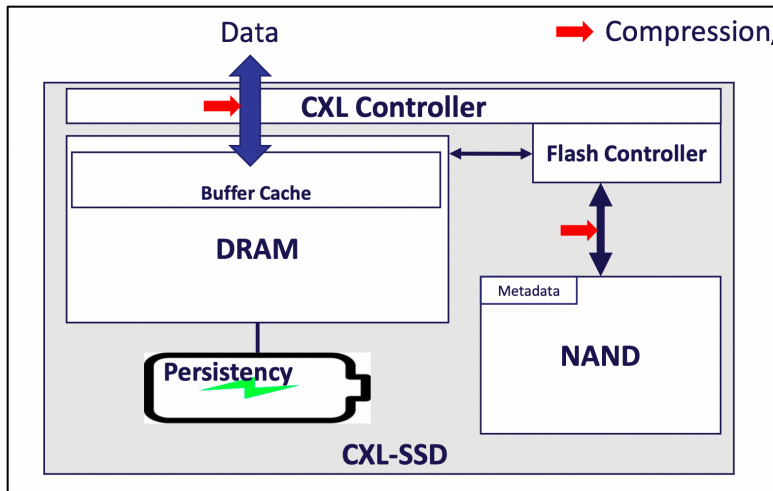 Data
Compression,
CXL Controller
Flash Controller
Buffer Cache
DRAM
Metadata
NAND
Persistency
CXL-SSD